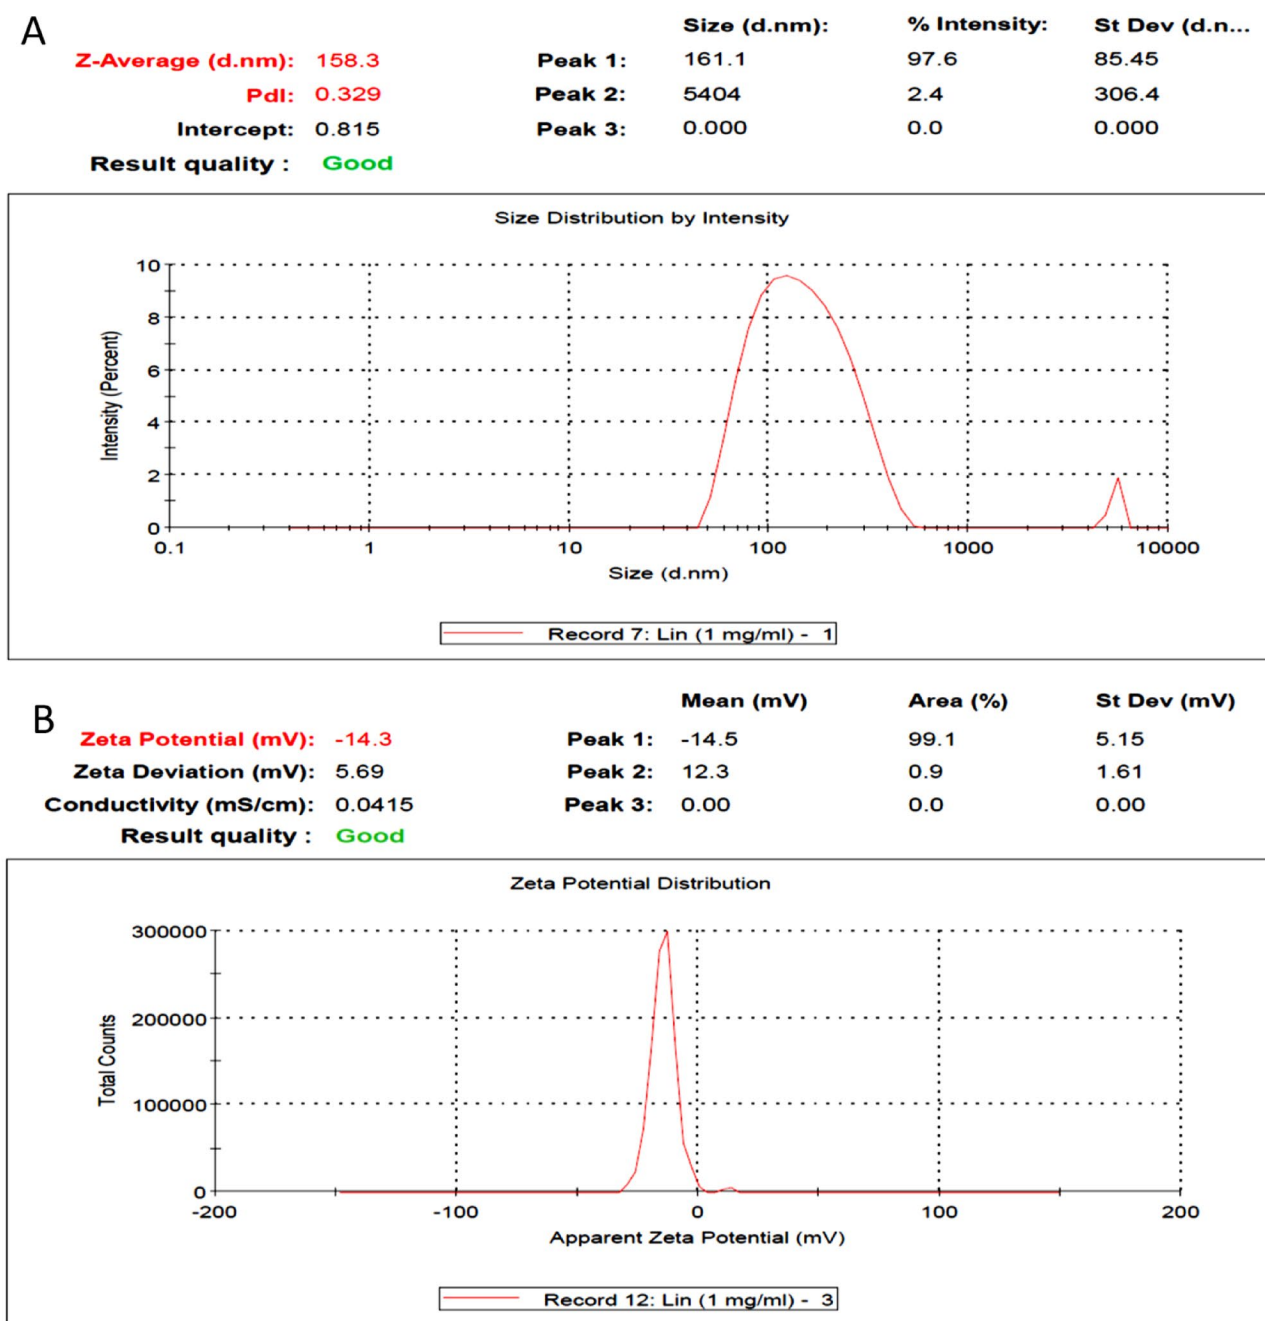 A
Size (d.nm): % Intensity: St Dev (d.n...
Z-Average (d.nm): 158.3 Peak 1: 161.1 97.6 85.45
PdI: 0.329 Peak 2: 5404 2.4 306.4
Intercept: 0.815 Peak 3: 0.000 0.0 0.000
Result quality : Good
Size Distribution by Intensity
10
8
6
4
2
0
Intensity (Percent)
0.1 1 10 100 1000 10000
Size (d.nm)
Record 7: Lin (1 mg/ml) - 1
B
Mean (mV) Area (%) St Dev (mV)
Zeta Potential (mV): -14.3 Peak 1: -14.5 99.1 5.15
Zeta Deviation (mV): 5.69 Peak 2: 12.3 0.9 1.61
Conductivity (mS/cm): 0.0415 Peak 3: 0.00 0.0 0.00
Result quality : Good
Zeta Potential Distribution
300000
200000
100000
0
Total Counts
-200 -100 0 100 200
Apparent Zeta Potential (mV)
Record 12: Lin (1 mg/ml) - 3